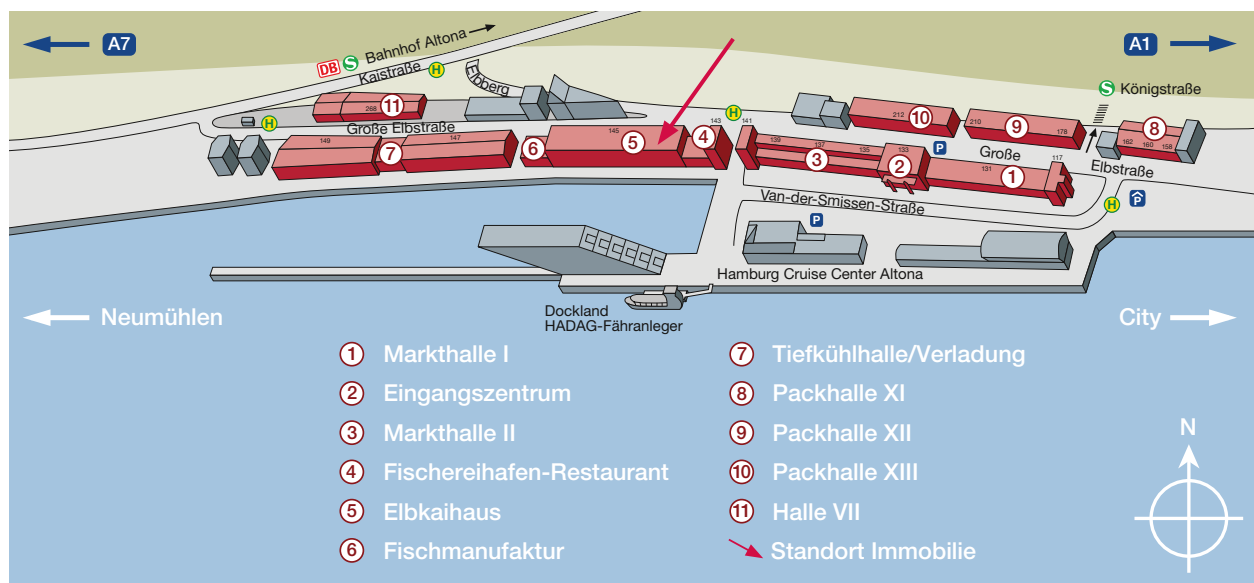 A7
A1
DB S Bahnhof Altona
Kaistraße H
Elbberg
S Königstraße
11
268
H
Große Elbstraße
149
7
147
6
145
5
143
4
H
141
139
137
135
3
133
2
P
212
10
210
9
178
Große
Elbstraße
131
1
117
8
162
160
158
H
P
Van-der-Smissen-Straße
P
Hamburg Cruise Center Altona
Dockland
HADAG-Fähranleger
Neumühlen
City
1 Markthalle I
2 Eingangszentrum
3 Markthalle II
4 Fischereihafen-Restaurant
5 Elbkaihaus
6 Fischmanufaktur
7 Tiefkühlhalle/Verladung
8 Packhalle XI
9 Packhalle XII
10 Packhalle XIII
11 Halle VII
Standort Immobilie
N